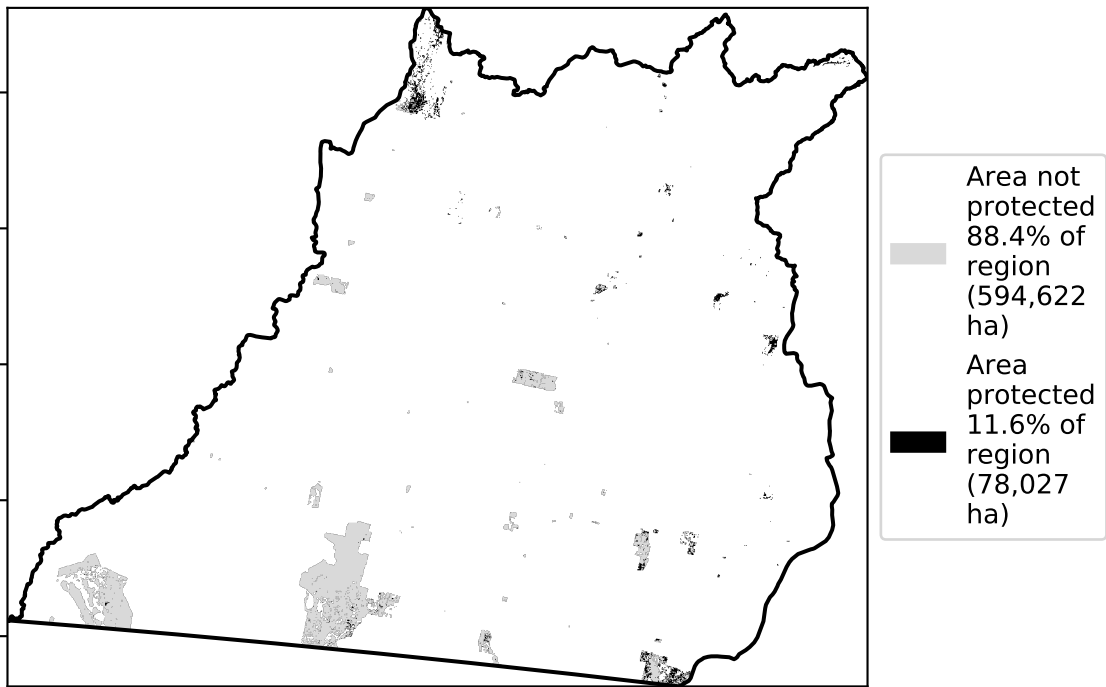 Area not
protected
88.4% of
region
(594,622
ha)
Area
protected
11.6% of
region
(78,027
ha)